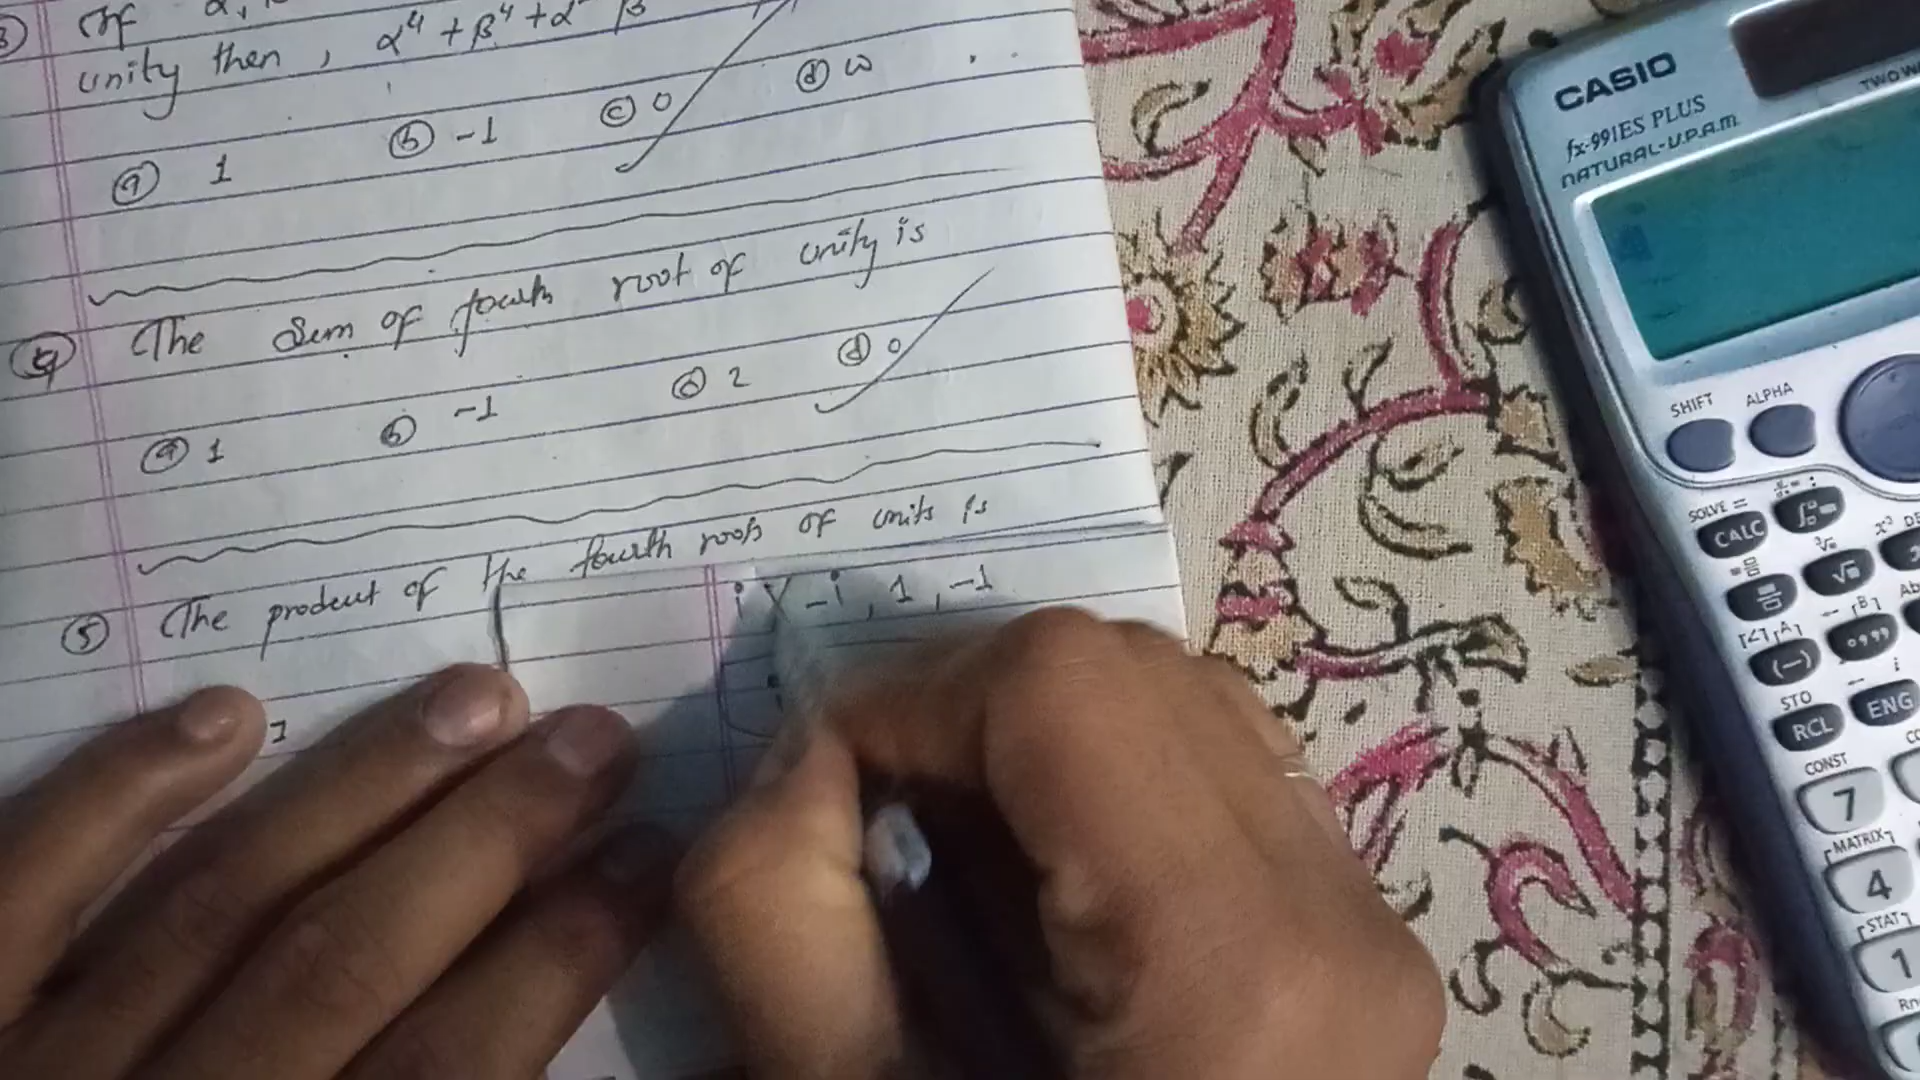 If α,
unity then , α⁴ + β⁴ + α
ⓐ 1 ⓑ -1 ⓒ 0 ⓓ ω
④ The Sum of fourth root of unity is
ⓐ 1 ⓑ -1 ⓒ 2 ⓓ 0
⑤ The product of the fourth roots of units is
i × -i , 1 , -1
CASIO
TWO W
fx-991ES PLUS
NATURAL-V.P.A.M.
SHIFT ALPHA
SOLVE =
CALC
STO
RCL ENG
CONST
7
MATRIX
4
STAT
1